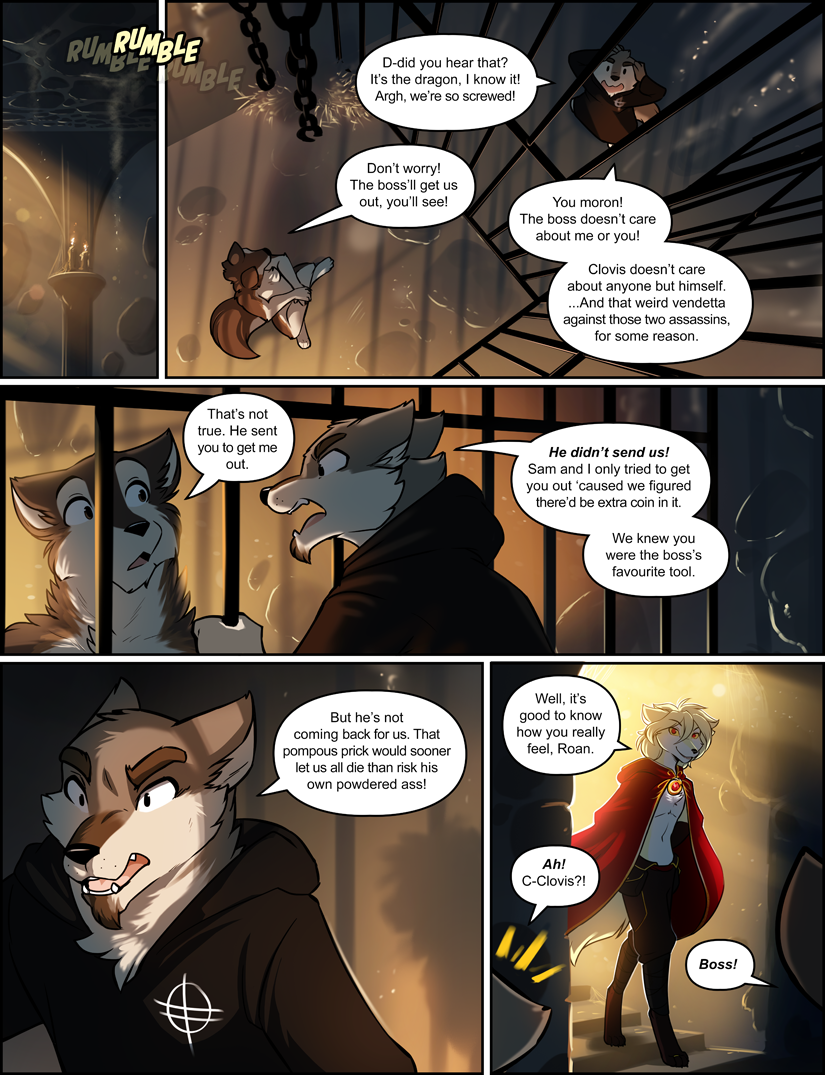 RUMBLE
RUMBLE
RUMBLE
D-did you hear that?
It's the dragon, I know it!
Argh, we're so screwed!
Don't worry!
The boss'll get us
out, you'll see!
You moron!
The boss doesn't care
about me or you!
Clovis doesn't care
about anyone but himself.
...And that weird vendetta
against those two assassins,
for some reason.
That's not
true. He sent
you to get me
out.
He didn't send us!
Sam and I only tried to get
you out 'caused we figured
there'd be extra coin in it.
We knew you
were the boss's
favourite tool.
But he's not
coming back for us. That
pompous prick would sooner
let us all die than risk his
own powdered ass!
Well, it's
good to know
how you really
feel, Roan.
Ah!
C-Clovis?!
Boss!